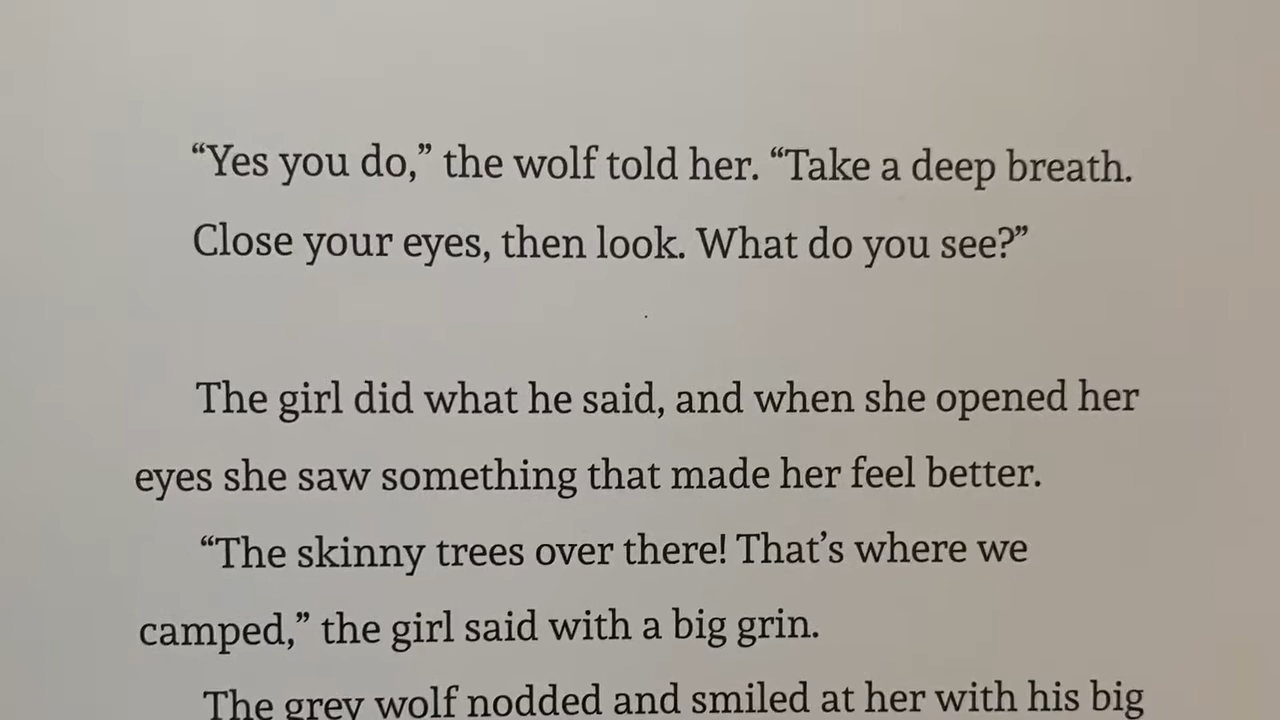 “Yes you do,” the wolf told her. “Take a deep breath.
Close your eyes, then look. What do you see?”
The girl did what he said, and when she opened her
eyes she saw something that made her feel better.
“The skinny trees over there! That’s where we
camped,” the girl said with a big grin.
The grey wolf nodded and smiled at her with his big